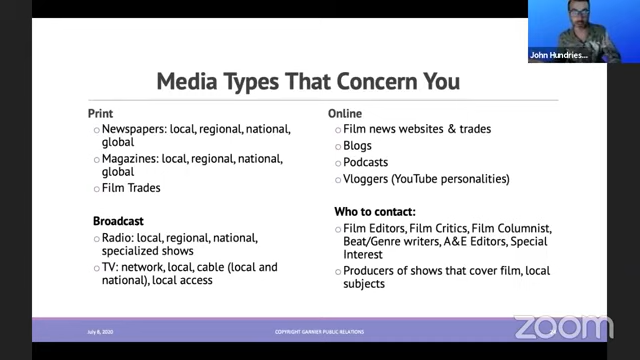 Media Types That Concern You
Print
○ Newspapers: local, regional, national,
global
○ Magazines: local, regional, national,
global
○ Film Trades
Broadcast
○ Radio: local, regional, national,
specialized shows
○ TV: network, local, cable (local and
national), local access
Online
○ Film news websites & trades
○ Blogs
○ Podcasts
○ Vloggers (YouTube personalities)
Who to contact:
○ Film Editors, Film Critics, Film Columnist,
Beat/Genre writers, A&E Editors, Special
Interest
○ Producers of shows that cover film, local
subjects
July 8, 2020
COPYRIGHT GARNIER PUBLIC RELATIONS
John Hundries...
zoom